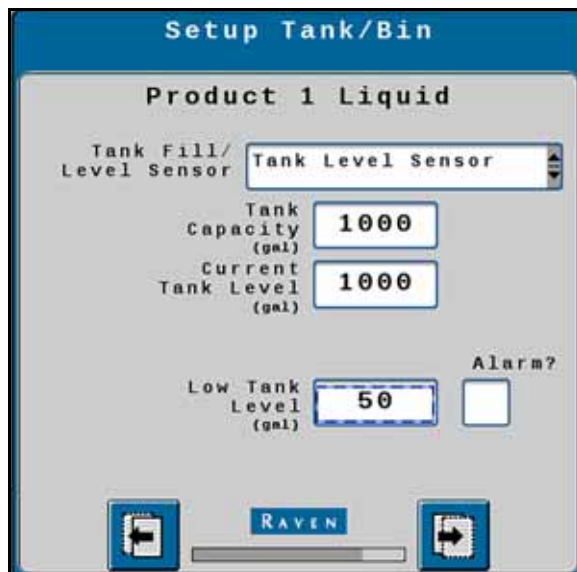 Setup Tank/Bin
Product 1 Liquid
Tank Fill/
Level Sensor
Tank Level Sensor
Tank
Capacity
(gal)
1000
Current
Tank Level
(gal)
1000
Alarm?
Low Tank
Level
(gal)
50
RAVEN